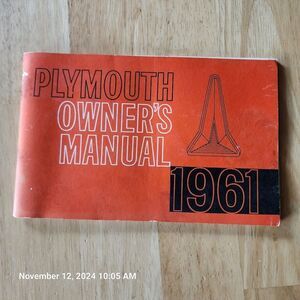 PLYMOUTH
OWNER'S
MANUAL
1961
November 12, 2024 10:05 AM